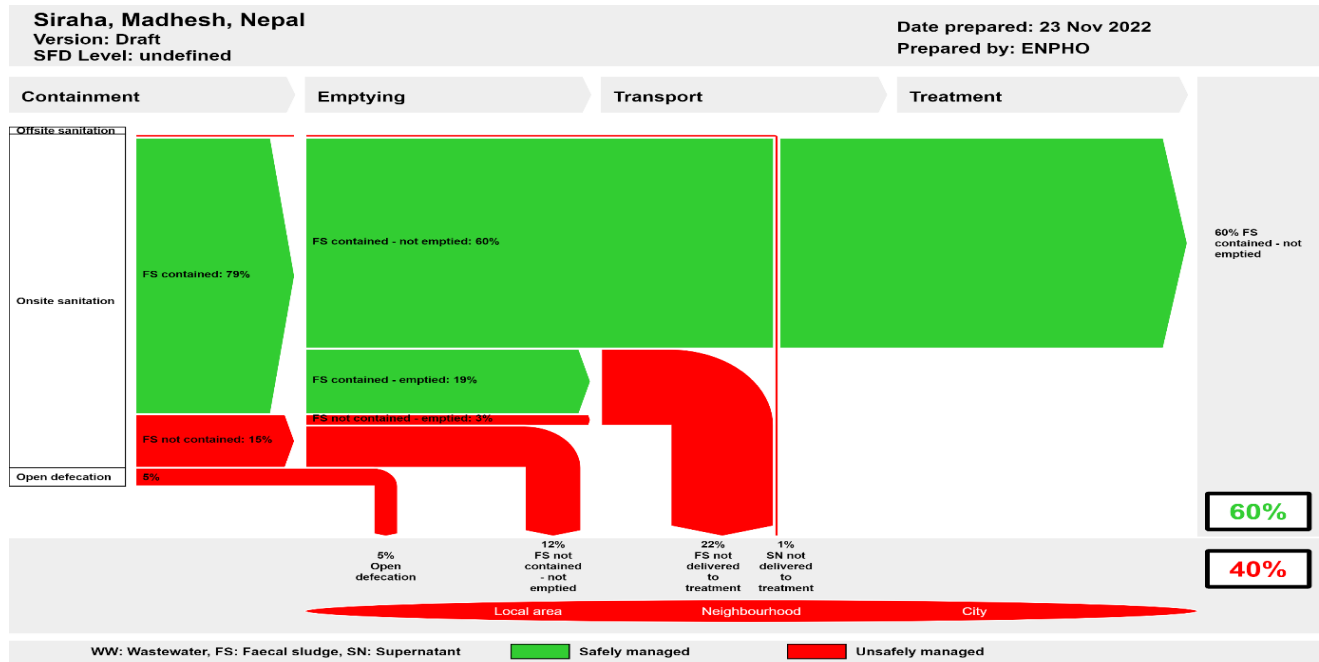 Siraha, Madhesh, Nepal
Version: Draft
SFD Level: undefined
Date prepared: 23 Nov 2022
Prepared by: ENPHO
Containment
Emptying
Transport
Treatment
Offsite sanitation
Onsite sanitation
Open defecation
FS contained: 79%
FS not contained: 15%
5%
FS contained - not emptied: 60%
FS contained - emptied: 19%
FS not contained - emptied: 3%
60% FS
contained - not
emptied
60%
40%
5%
Open
defecation
12%
FS not
contained
- not
emptied
22%
FS not
delivered
to
treatment
1%
SN not
delivered
to
treatment
Local area
Neighbourhood
City
WW: Wastewater, FS: Faecal sludge, SN: Supernatant
Safely managed
Unsafely managed